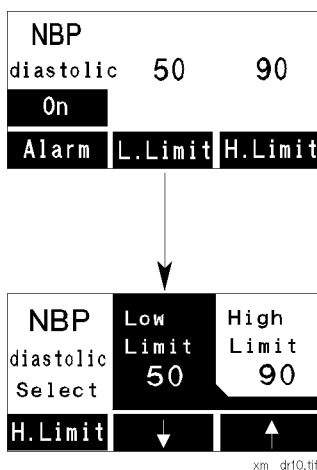 NBP
diastolic 50 90
On
Alarm L.Limit H.Limit
NBP Low High
diastolic Limit Limit
Select 50 90
H.Limit ↓ ↑
xm dr10.tif